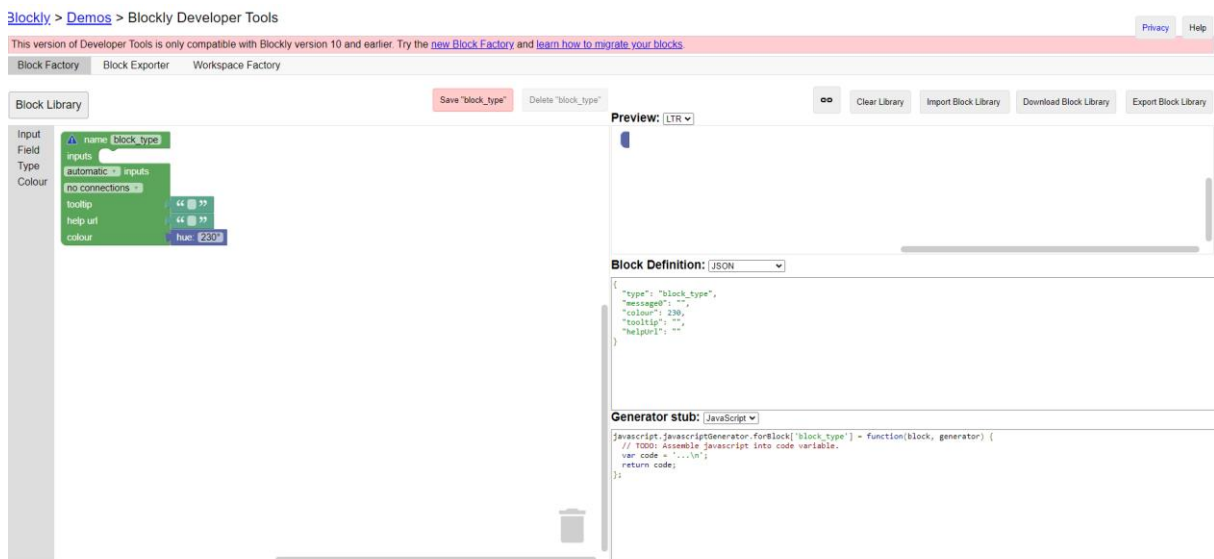 Blockly > Demos > Blockly Developer Tools
Privacy Help
This version of Developer Tools is only compatible with Blockly version 10 and earlier. Try the new Block Factory and learn how to migrate your blocks.
Block Factory Block Exporter Workspace Factory
Block Library
Save "block_type" Delete "block_type"
Clear Library Import Block Library Download Block Library Export Block Library
Input
Field
Type
Colour
name block_type
inputs
automatic inputs
no connections
tooltip “ ”
help url “ ”
colour hue: 230°
Preview: LTR
Block Definition: JSON
{
"type": "block_type",
"message0": "",
"colour": 230,
"tooltip": "",
"helpUrl": ""
}
Generator stub: JavaScript
javascript.javascriptGenerator.forBlock['block_type'] = function(block, generator) {
// TODO: Assemble javascript into code variable.
var code = '...\n';
return code;
};